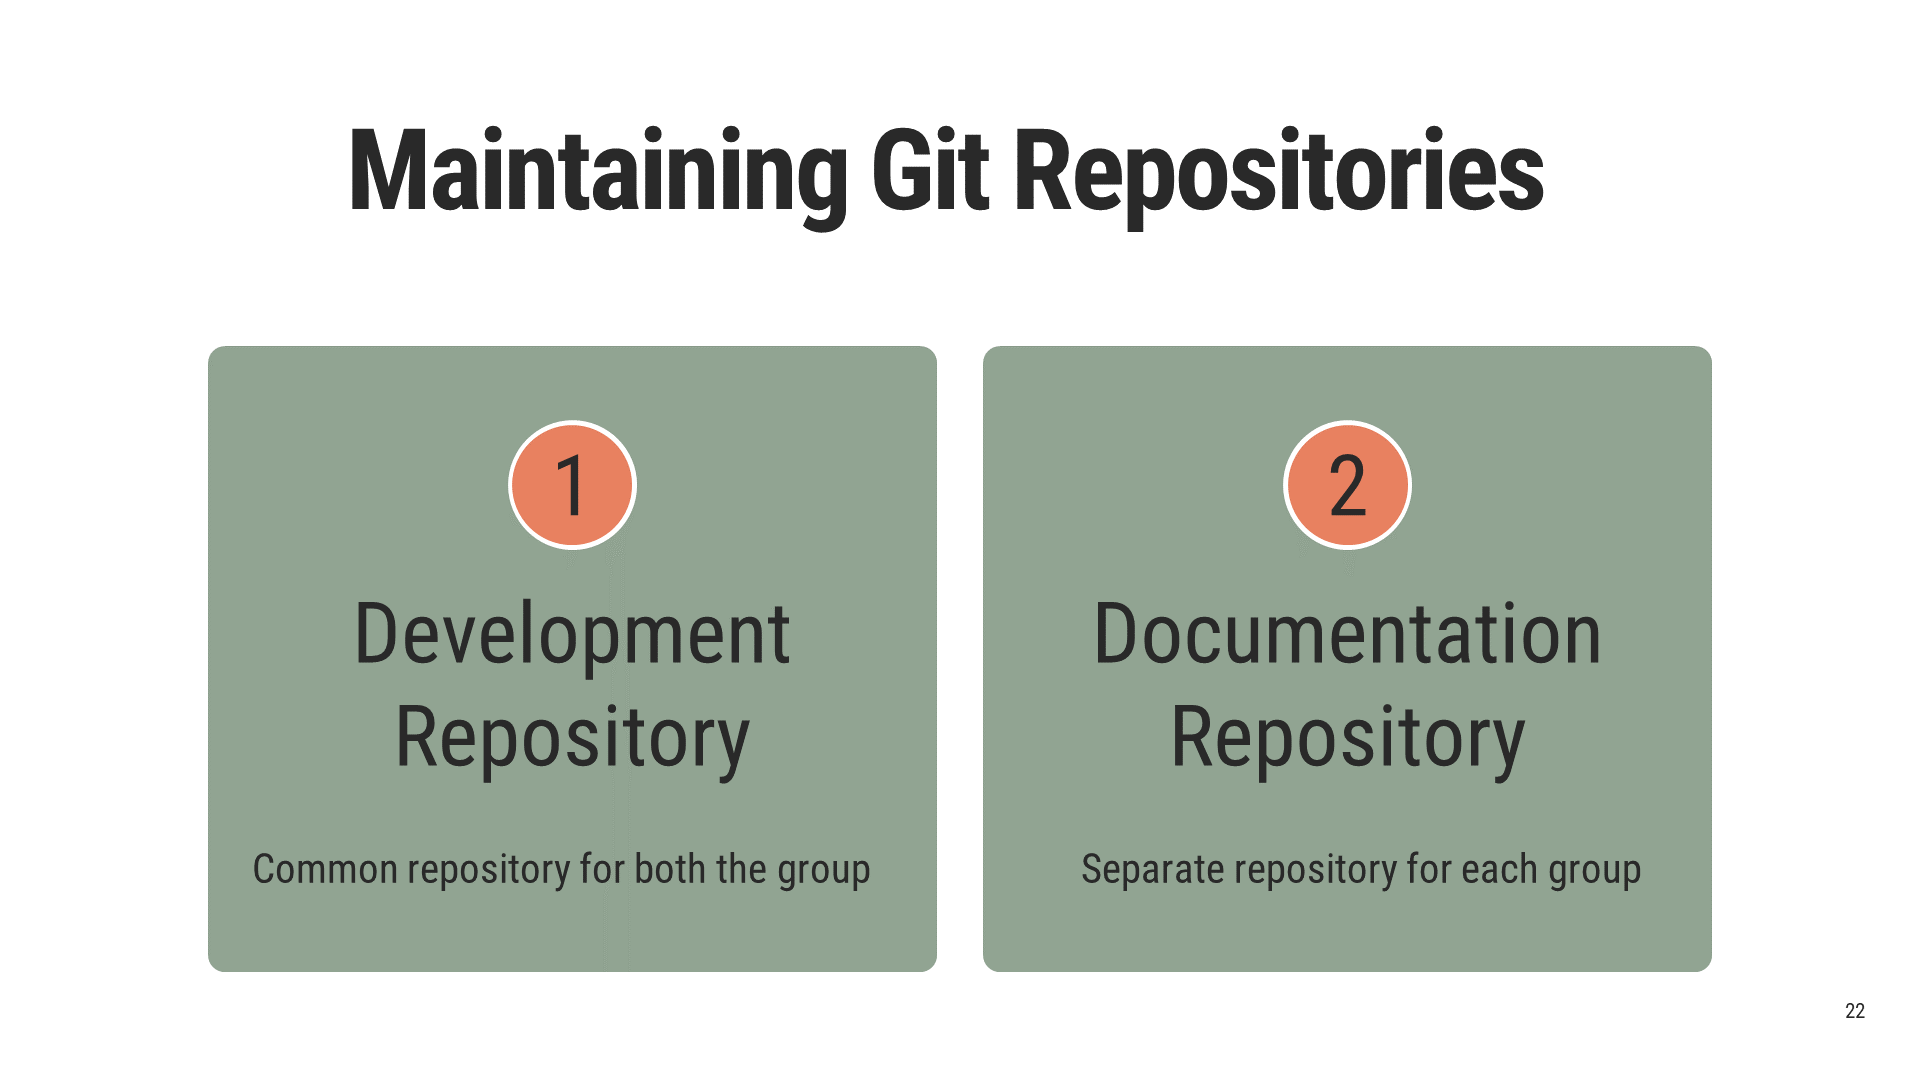 Maintaining Git Repositories
1
Development
Repository
Common repository for both the group
2
Documentation
Repository
Separate repository for each group
22